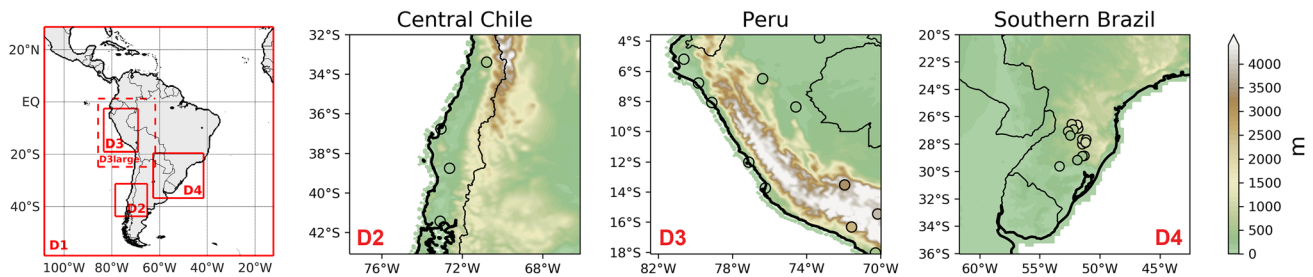 Central Chile
Peru
Southern Brazil
20°N
EQ
20°S
40°S
D3
D3large
D4
D2
D1
100°W 80°W 60°W 40°W 20°W
32°S
34°S
36°S
38°S
40°S
42°S
D2
76°W 72°W 68°W
4°S
6°S
8°S
10°S
12°S
14°S
16°S
18°S
D3
82°W 78°W 74°W 70°W
20°S
22°S
24°S
26°S
28°S
30°S
32°S
34°S
36°S
D4
60°W 55°W 50°W 45°W
4000
3500
3000
2500
2000
1500
1000
500
0
m